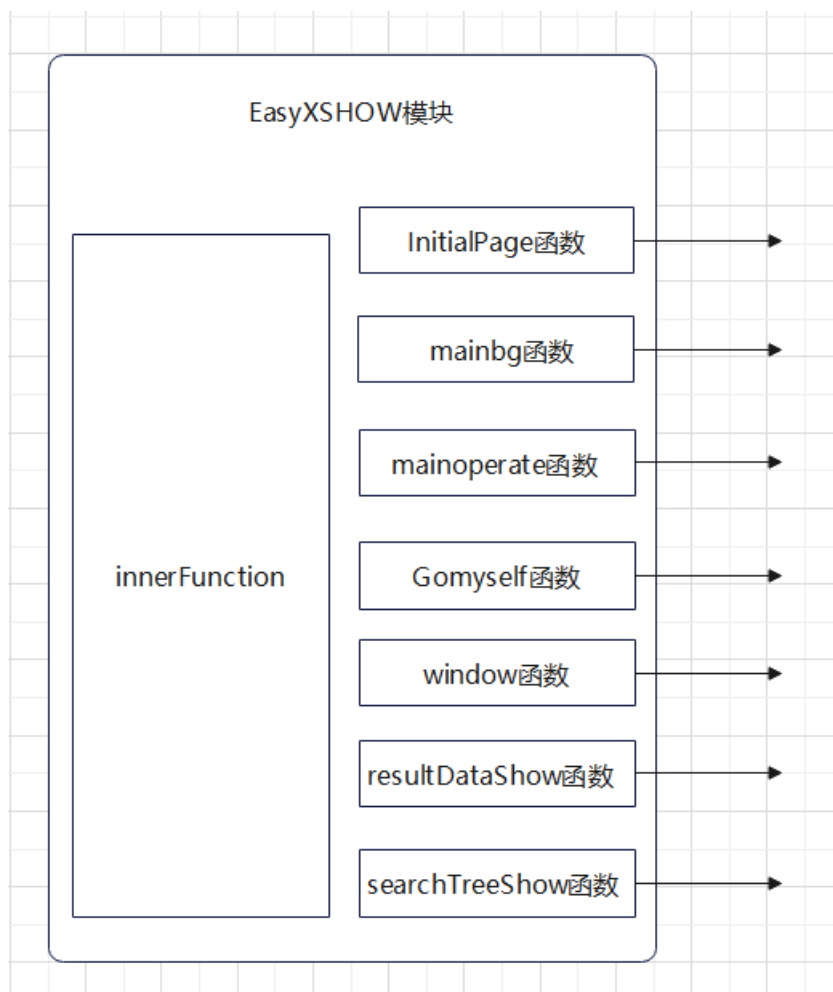 EasyXSHOW模块
InitialPage函数
mainbg函数
mainoperate函数
innerFunction
Gomyself函数
window函数
resultDataShow函数
searchTreeShow函数